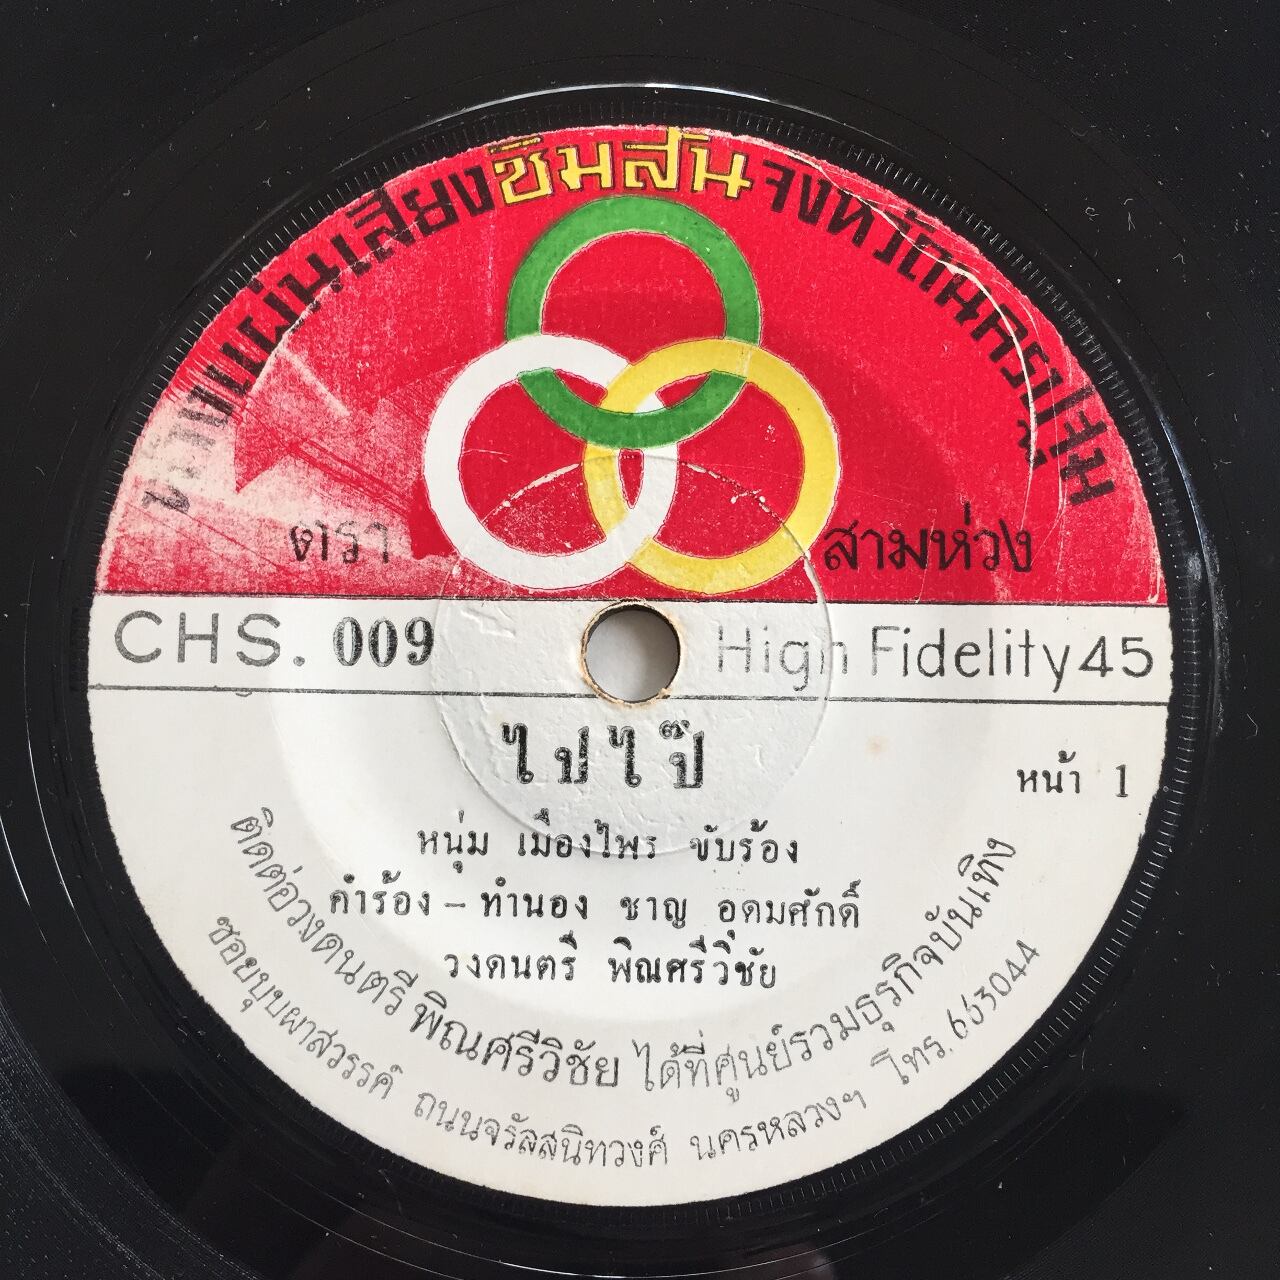 ห้างแผ่นเสียงซิมสันจังหวัดนครปฐม
ตรา สามห่วง
CHS. 009 High Fidelity 45
ไปไป๊
หน้า 1
หนุ่ม เมืองไพร ขับร้อง
คำร้อง - ทำนอง ชาญ อุดมศักดิ์
วงดนตรี พิณศรีวิชัย
ติดต่อวงดนตรี พิณศรีวิชัย ได้ที่ศูนย์รวมธุรกิจบันเทิง
ซอยบุบผาสวรรค์ ถนนจรัลสนิทวงศ์ นครหลวงฯ โทร. 663044